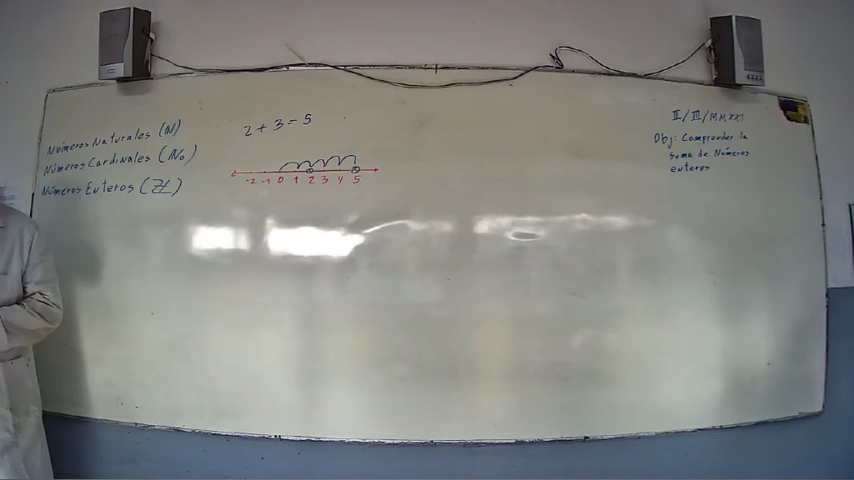 Números Naturales (N)
Números Cardinales (N₀)
Números Enteros (Z)
2 + 3 = 5
-2 -1 0 1 2 3 4 5
II/III/MMXXI
Obj: Comprender la
suma de Números
enteros